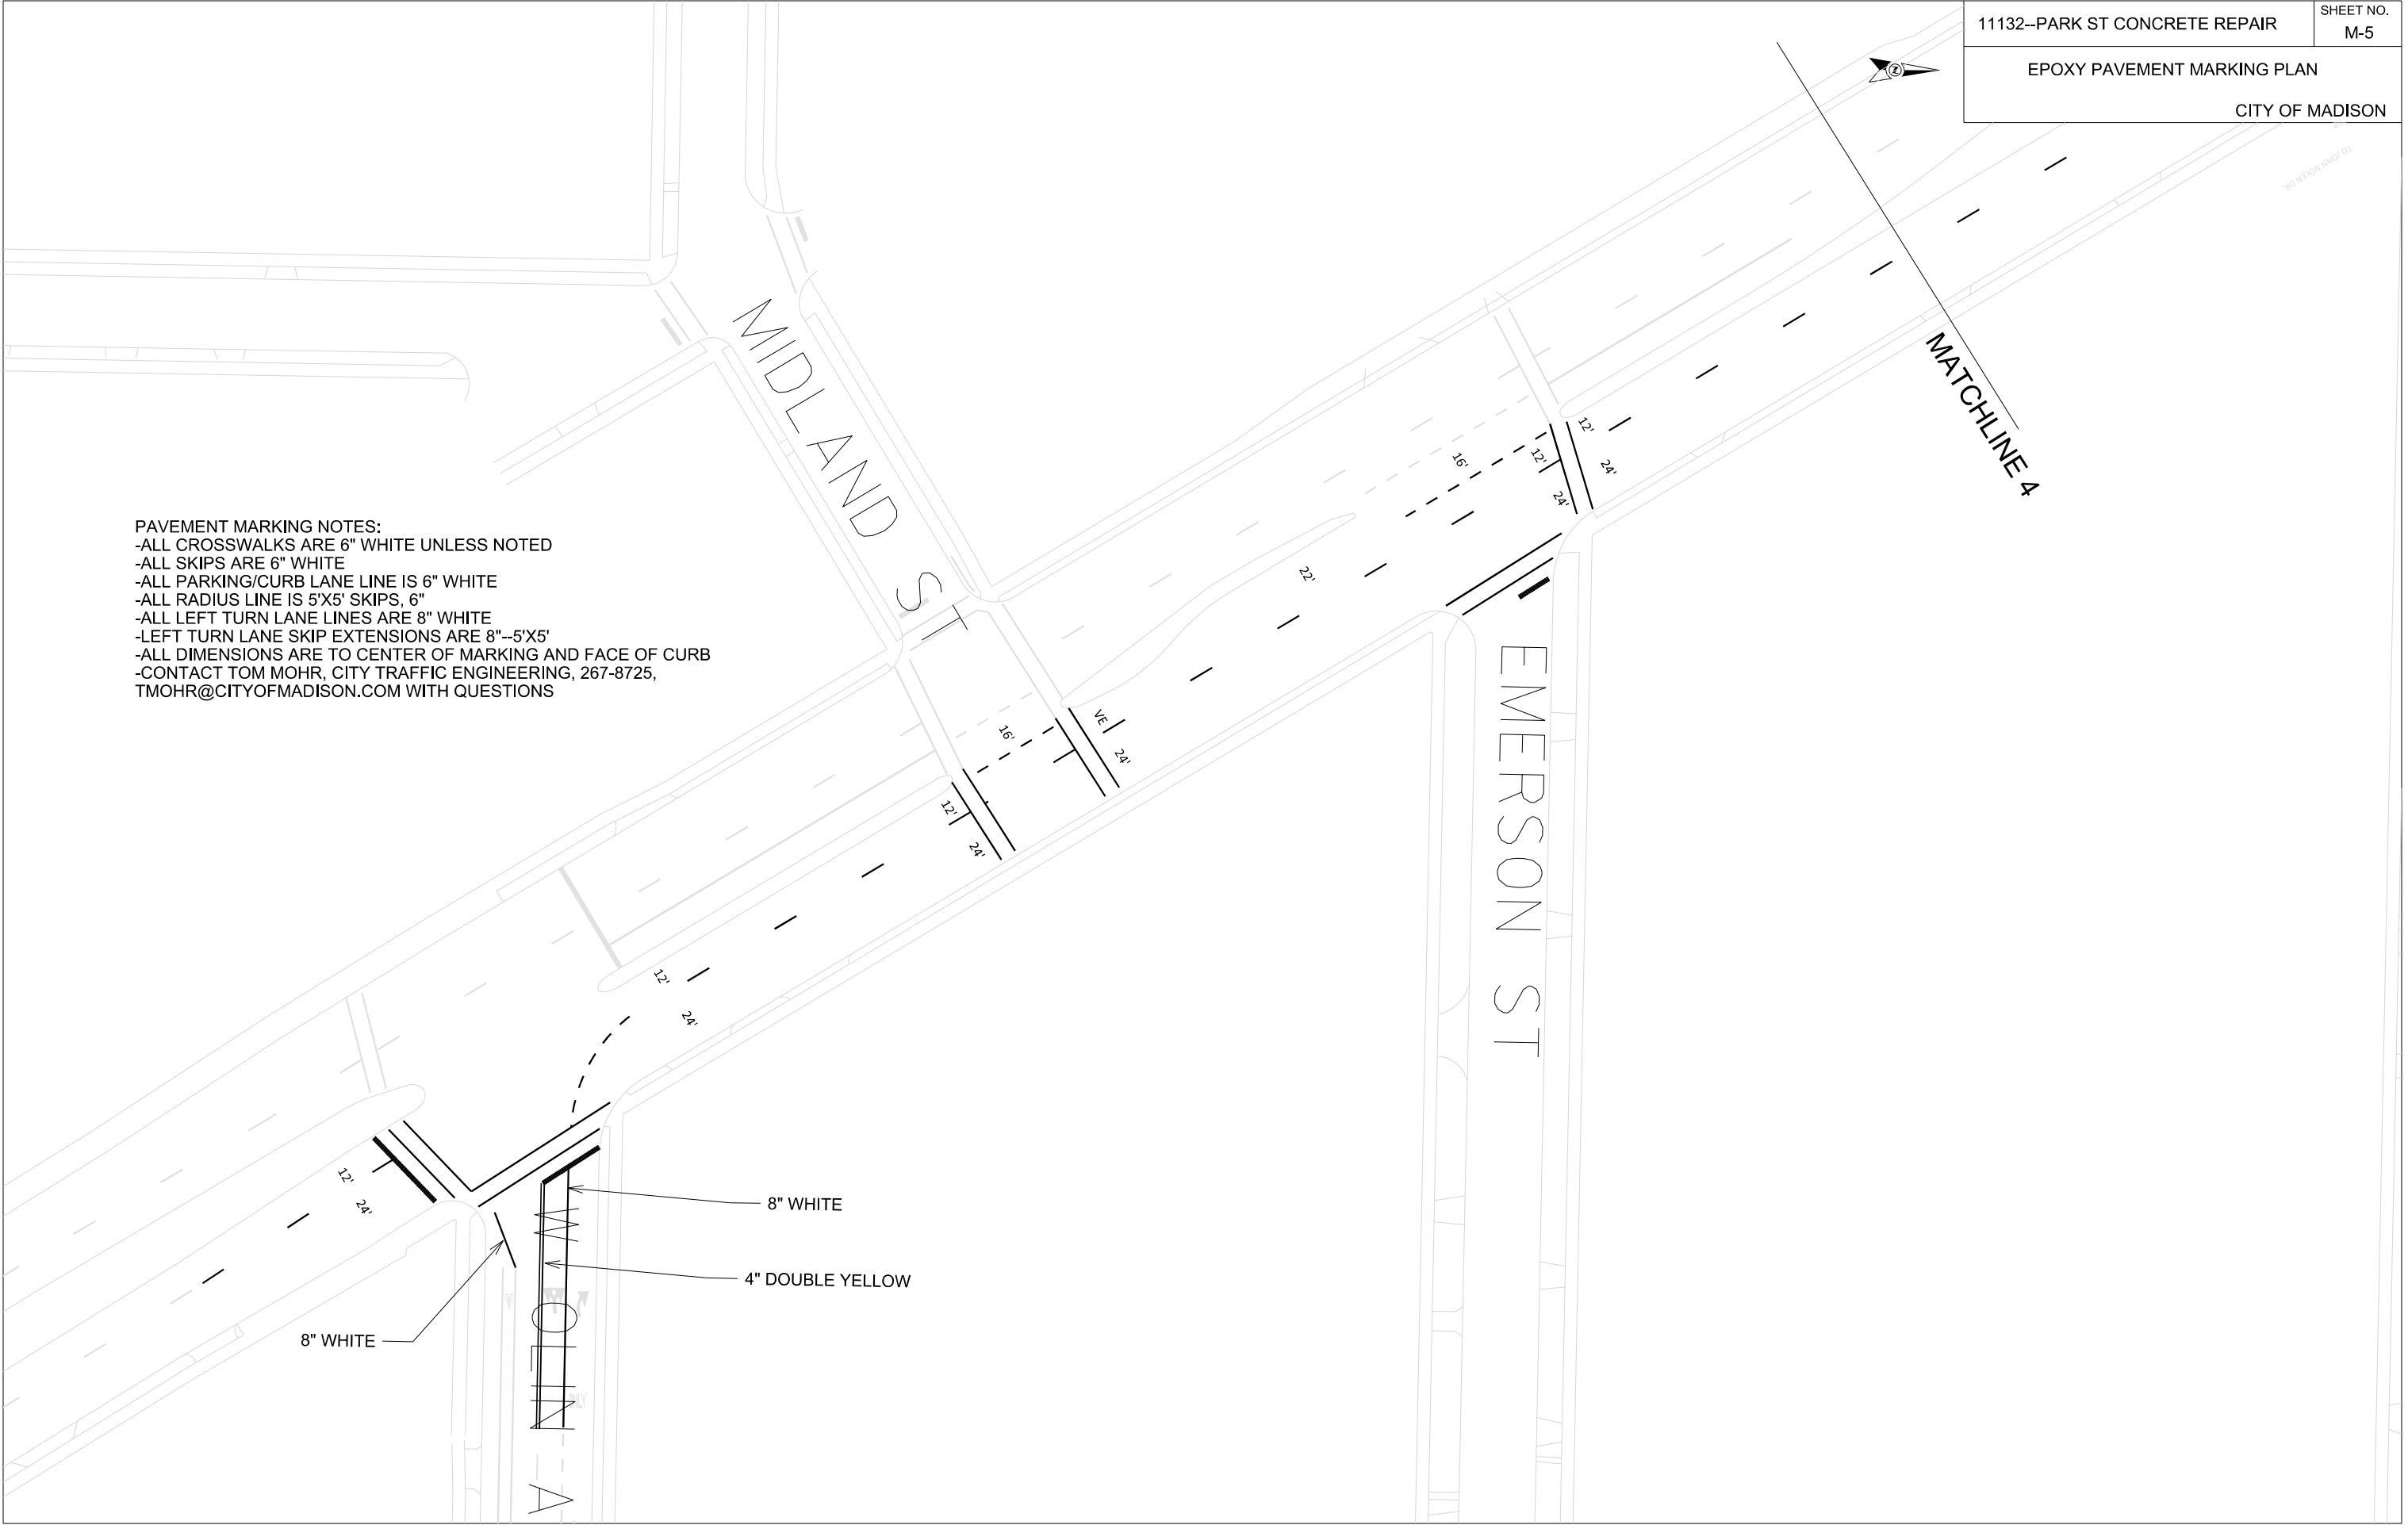 11132--PARK ST CONCRETE REPAIR
SHEET NO.
M-5
EPOXY PAVEMENT MARKING PLAN
CITY OF MADISON
TO JOHN NOLEN DR.
MATCHLINE 4
MIDLAND ST
12'
24'
16'
12'
24'
PAVEMENT MARKING NOTES:
-ALL CROSSWALKS ARE 6" WHITE UNLESS NOTED
-ALL SKIPS ARE 6" WHITE
-ALL PARKING/CURB LANE LINE IS 6" WHITE
-ALL RADIUS LINE IS 5'X5' SKIPS, 6"
-ALL LEFT TURN LANE LINES ARE 8" WHITE
-LEFT TURN LANE SKIP EXTENSIONS ARE 8"--5'X5'
-ALL DIMENSIONS ARE TO CENTER OF MARKING AND FACE OF CURB
-CONTACT TOM MOHR, CITY TRAFFIC ENGINEERING, 267-8725,
TMOHR@CITYOFMADISON.COM WITH QUESTIONS
22'
EMERSON ST
VE
24'
16'
12'
24'
12'
24'
12'
24'
8" WHITE
4" DOUBLE YELLOW
8" WHITE
ONLY